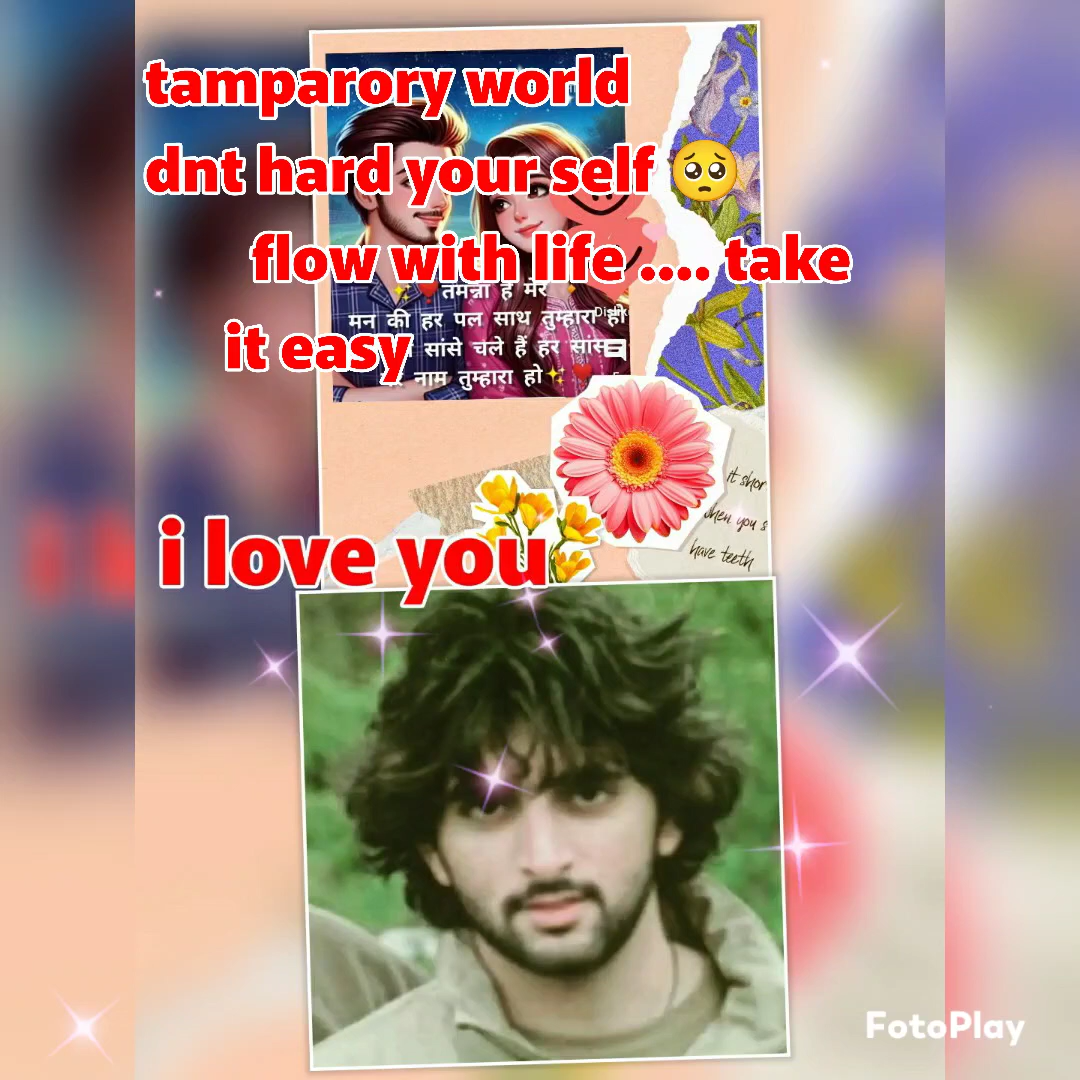 tamparory world
dnt hard your self 🥺
flow with life .... take
it easy
तमन्ना है मेरे
मन की हर पल साथ तुम्हारा हो
सांसे चले हैं हर सांस
नाम तुम्हारा हो
it shor
when you s
have teeth
i love you
FotoPlay